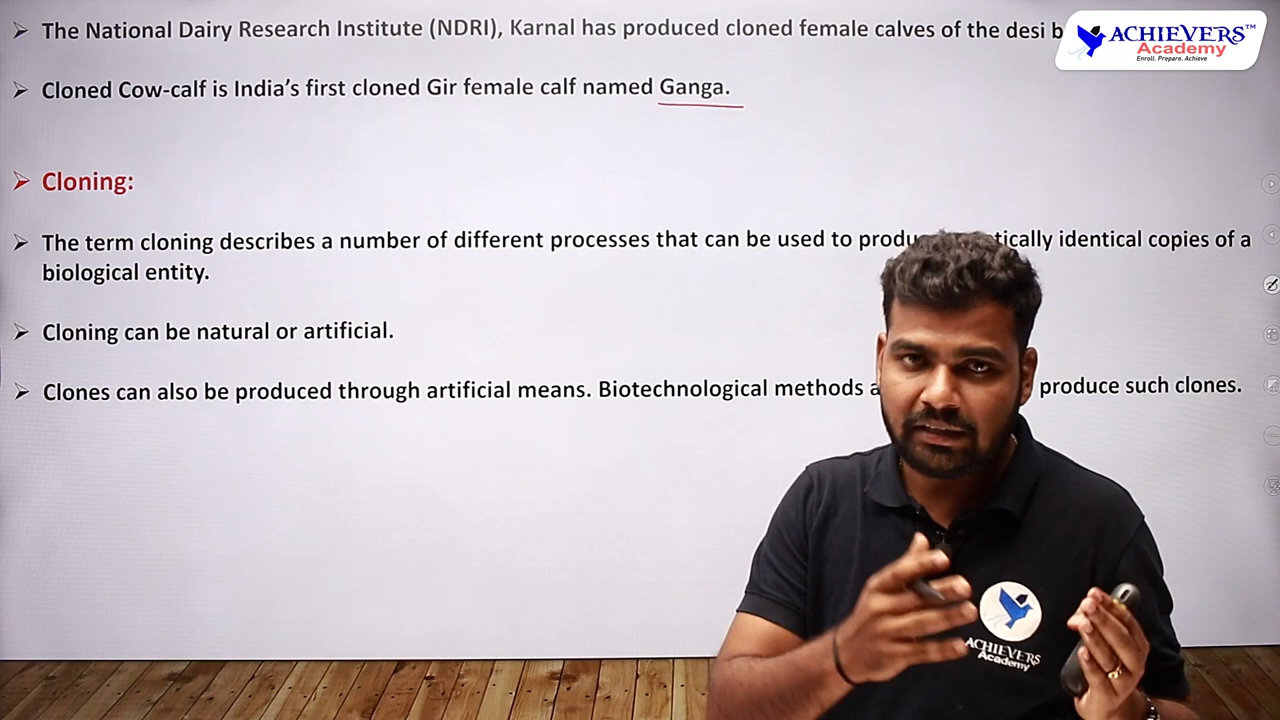 The National Dairy Research Institute (NDRI), Karnal has produced cloned female calves of the desi
ACHIEVERS™
Academy
Enroll. Prepare. Achieve
Cloned Cow-calf is India's first cloned Gir female calf named Ganga.
Cloning:
The term cloning describes a number of different processes that can be used to identically copies of a
biological entity.
Cloning can be natural or artificial.
Clones can also be produced through artificial means. Biotechnological methods produce such clones.
ACHIEVERS
Academy